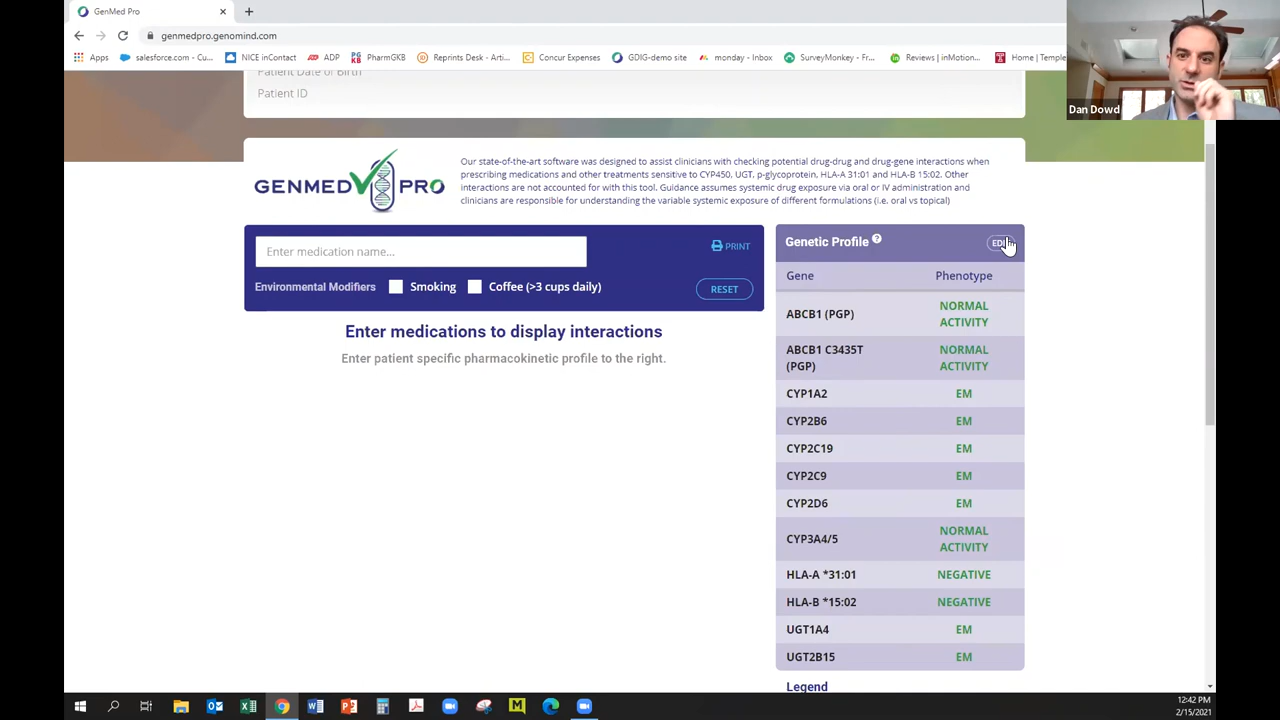 GenMed Pro
genmedpro.genomind.com
Apps
salesforce.com - Cu...
NICE inContact
ADP
PharmGKB
Reprints Desk - Arti...
Concur Expenses
GDIG-demo site
monday - Inbox
SurveyMonkey - Fr...
Reviews | inMotion...
Home | Temple
Dan Dowd
Patient Date of Birth
Patient ID
GENMED PRO
Our state-of-the-art software was designed to assist clinicians with checking potential drug-drug and drug-gene interactions when
prescribing medications and other treatments sensitive to CYP450, UGT, p-glycoprotein, HLA-A 31:01 and HLA-B 15:02. Other
interactions are not accounted for with this tool. Guidance assumes systemic drug exposure via oral or IV administration and
clinicians are responsible for understanding the variable systemic exposure of different formulations (i.e. oral vs topical)
Enter medication name...
PRINT
Environmental Modifiers
Smoking
Coffee (>3 cups daily)
RESET
Enter medications to display interactions
Enter patient specific pharmacokinetic profile to the right.
Genetic Profile ?
Gene Phenotype
ABCB1 (PGP) NORMAL
ACTIVITY
ABCB1 C3435T
(PGP) NORMAL
ACTIVITY
CYP1A2 EM
CYP2B6 EM
CYP2C19 EM
CYP2C9 EM
CYP2D6 EM
CYP3A4/5 NORMAL
ACTIVITY
HLA-A *31:01 NEGATIVE
HLA-B *15:02 NEGATIVE
UGT1A4 EM
UGT2B15 EM
Legend
12:42 PM
2/15/2021